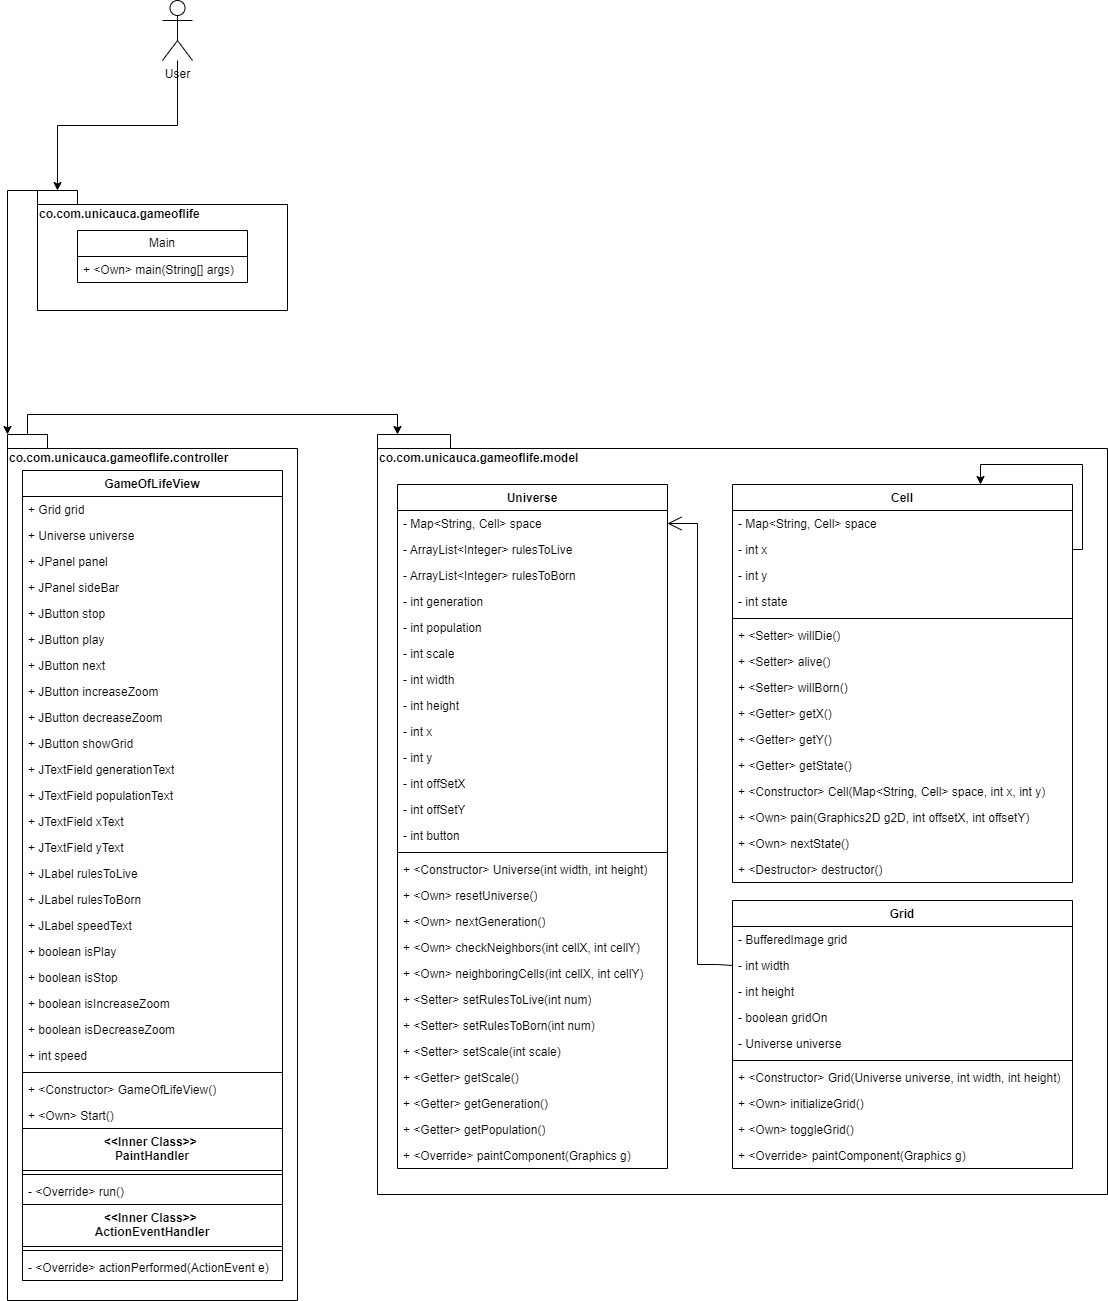 User
co.com.unicauca.gameoflife
Main
+ <Own> main(String[] args)
co.com.unicauca.gameoflife.controller
GameOfLifeView
+ Grid grid
+ Universe universe
+ JPanel panel
+ JPanel sideBar
+ JButton stop
+ JButton play
+ JButton next
+ JButton increaseZoom
+ JButton decreaseZoom
+ JButton showGrid
+ JTextField generationText
+ JTextField populationText
+ JTextField xText
+ JTextField yText
+ JLabel rulesToLive
+ JLabel rulesToBorn
+ JLabel speedText
+ boolean isPlay
+ boolean isStop
+ boolean isIncreaseZoom
+ boolean isDecreaseZoom
+ int speed
+ <Constructor> GameOfLifeView()
+ <Own> Start()
<<Inner Class>>
PaintHandler
- <Override> run()
<<Inner Class>>
ActionEventHandler
- <Override> actionPerformed(ActionEvent e)
co.com.unicauca.gameoflife.model
Universe
- Map<String, Cell> space
- ArrayList<Integer> rulesToLive
- ArrayList<Integer> rulesToBorn
- int generation
- int population
- int scale
- int width
- int height
- int x
- int y
- int offSetX
- int offSetY
- int button
+ <Constructor> Universe(int width, int height)
+ <Own> resetUniverse()
+ <Own> nextGeneration()
+ <Own> checkNeighbors(int cellX, int cellY)
+ <Own> neighboringCells(int cellX, int cellY)
+ <Setter> setRulesToLive(int num)
+ <Setter> setRulesToBorn(int num)
+ <Setter> setScale(int scale)
+ <Getter> getScale()
+ <Getter> getGeneration()
+ <Getter> getPopulation()
+ <Override> paintComponent(Graphics g)
Cell
- Map<String, Cell> space
- int x
- int y
- int state
+ <Setter> willDie()
+ <Setter> alive()
+ <Setter> willBorn()
+ <Getter> getX()
+ <Getter> getY()
+ <Getter> getState()
+ <Constructor> Cell(Map<String, Cell> space, int x, int y)
+ <Own> pain(Graphics2D g2D, int offsetX, int offsetY)
+ <Own> nextState()
+ <Destructor> destructor()
Grid
- BufferedImage grid
- int width
- int height
- boolean gridOn
- Universe universe
+ <Constructor> Grid(Universe universe, int width, int height)
+ <Own> initializeGrid()
+ <Own> toggleGrid()
+ <Override> paintComponent(Graphics g)